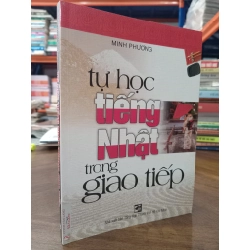 MINH PHƯƠNG
tự học
tiếng
Nhật
trong
giao tiếp